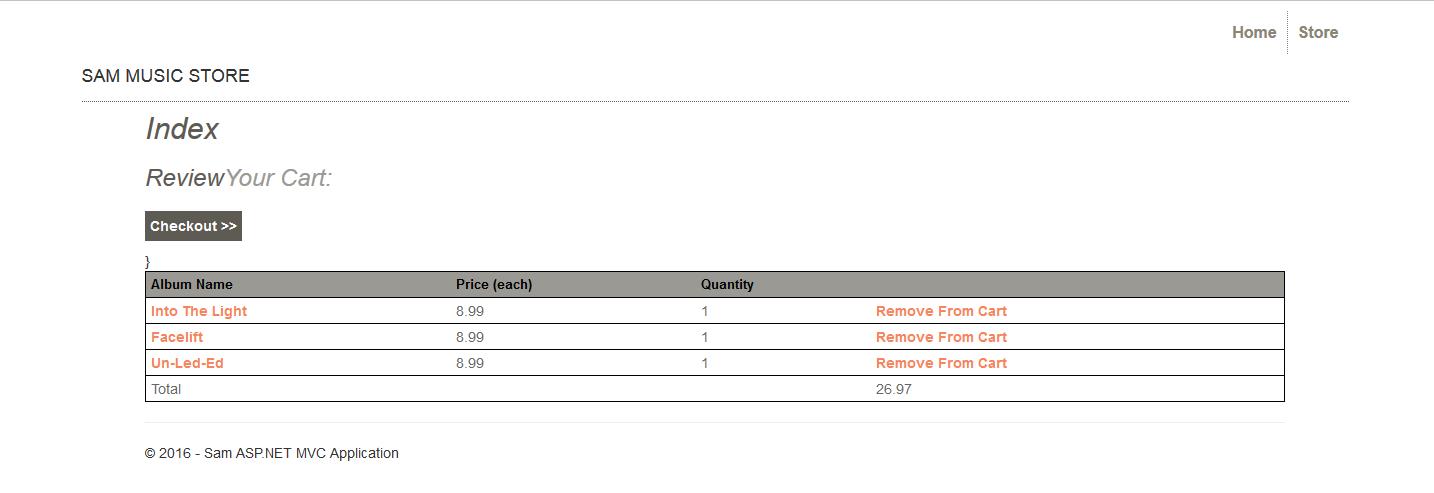 Home Store
SAM MUSIC STORE
Index
ReviewYour Cart:
Checkout >>
}
Album Name Price (each) Quantity
Into The Light 8.99 1 Remove From Cart
Facelift 8.99 1 Remove From Cart
Un-Led-Ed 8.99 1 Remove From Cart
Total 26.97
© 2016 - Sam ASP.NET MVC Application